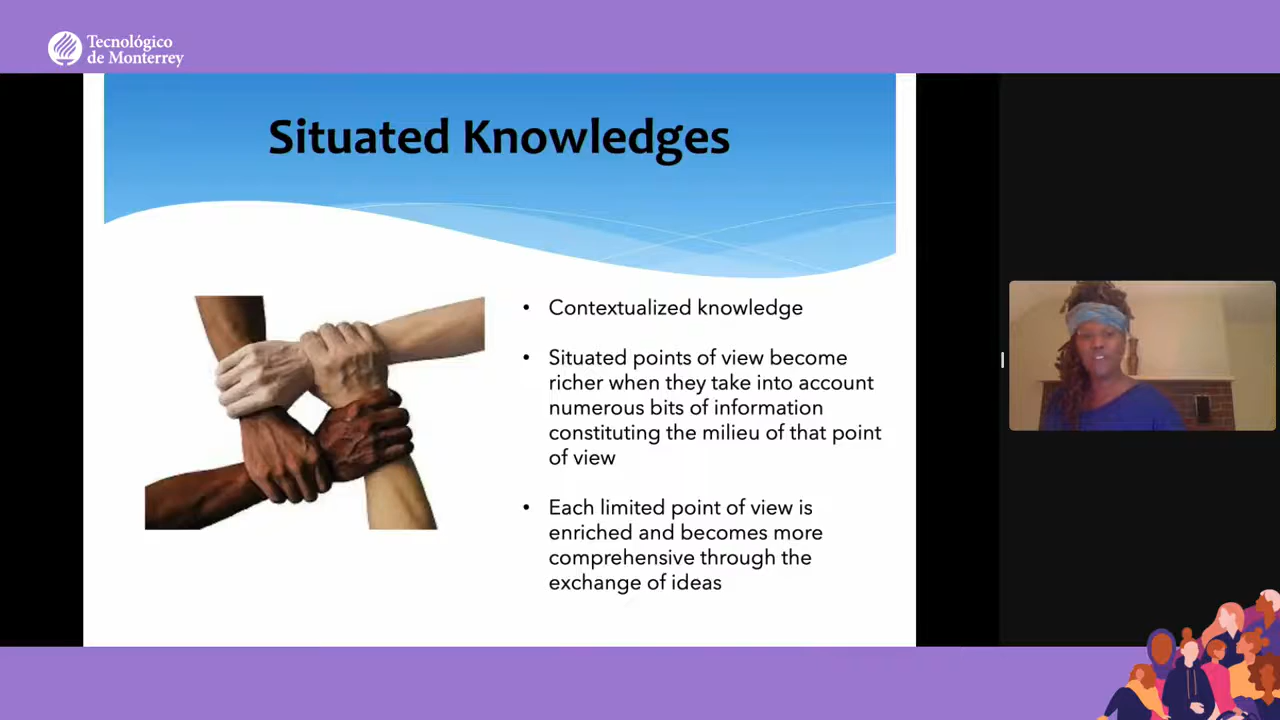 Tecnológico
de Monterrey
Situated Knowledges
• Contextualized knowledge
• Situated points of view become
richer when they take into account
numerous bits of information
constituting the milieu of that point
of view
• Each limited point of view is
enriched and becomes more
comprehensive through the
exchange of ideas